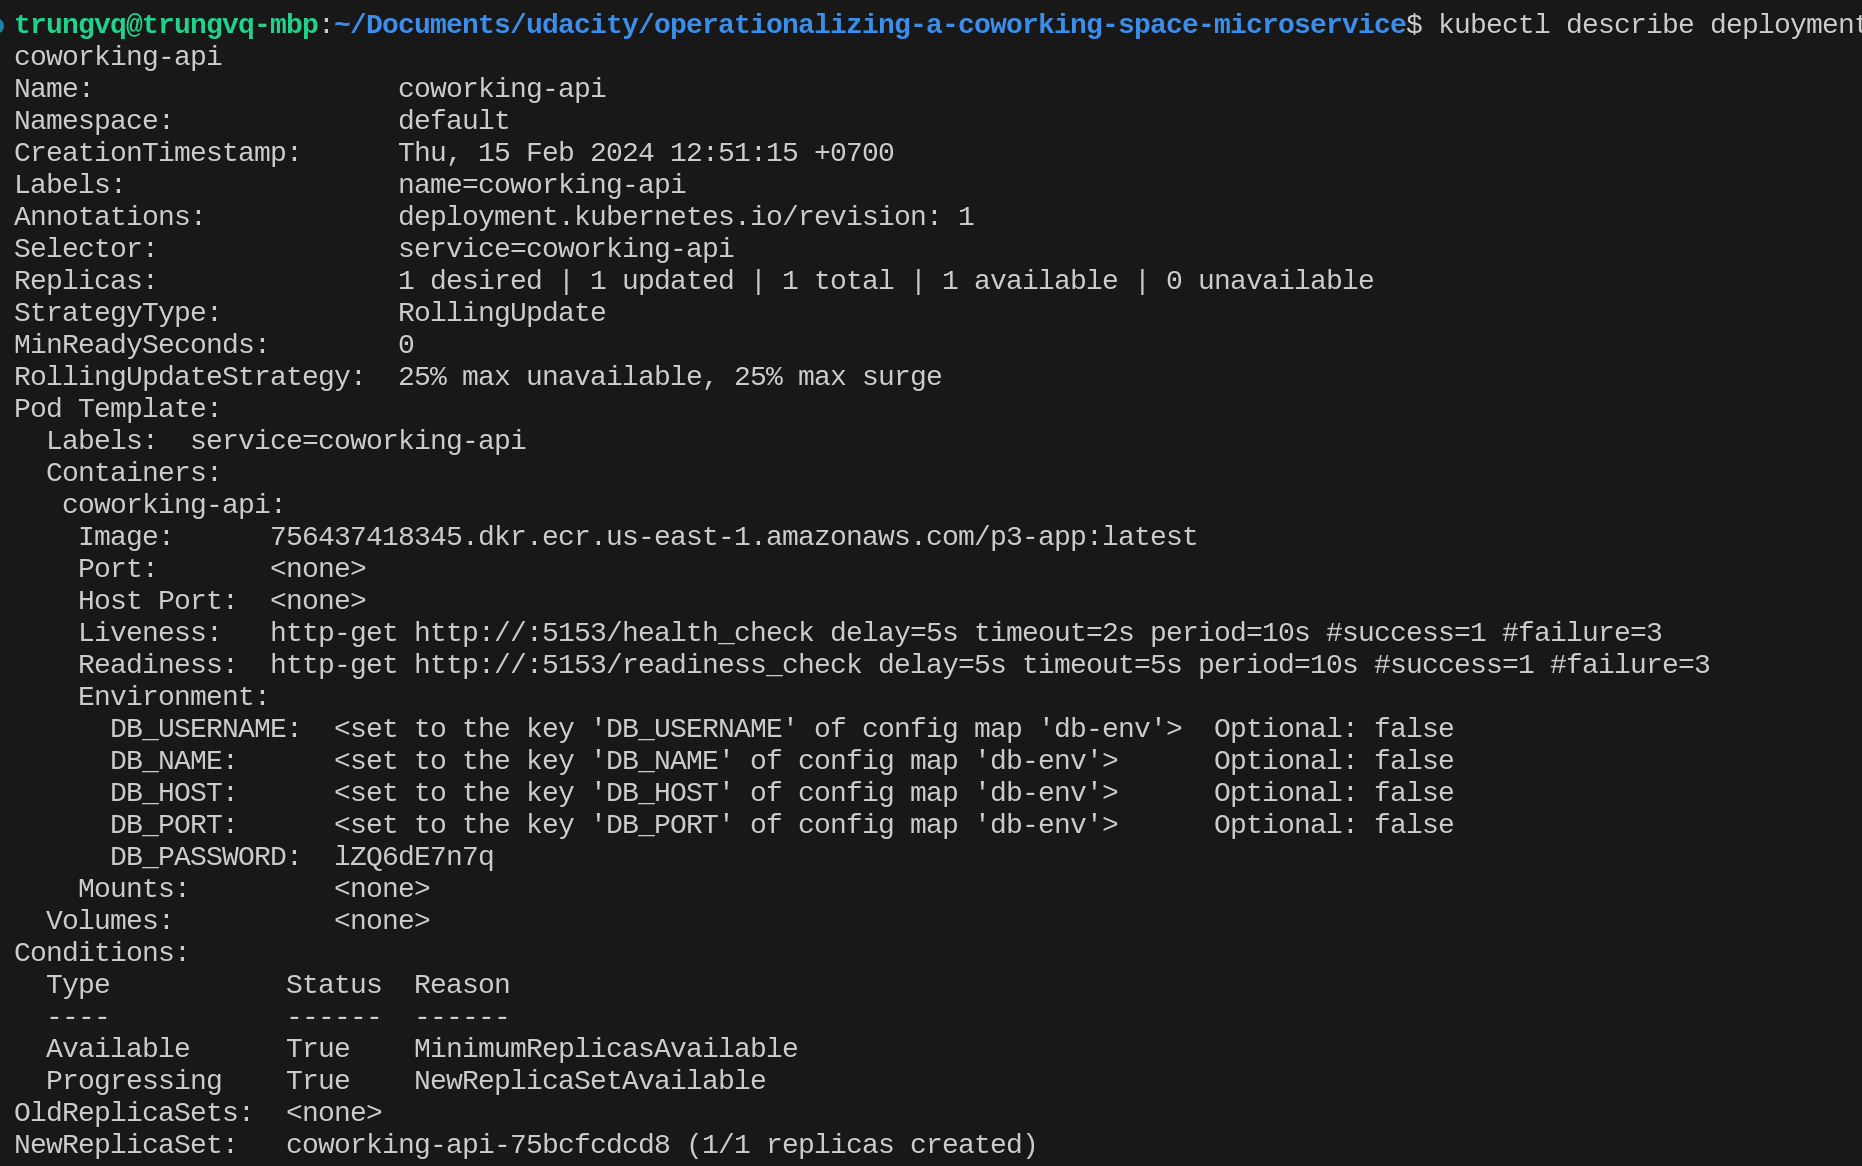 trungvq@trungvq-mbp:~/Documents/udacity/operationalizing-a-coworking-space-microservice$ kubectl describe deployment
coworking-api
Name:                   coworking-api
Namespace:              default
CreationTimestamp:      Thu, 15 Feb 2024 12:51:15 +0700
Labels:                 name=coworking-api
Annotations:            deployment.kubernetes.io/revision: 1
Selector:               service=coworking-api
Replicas:               1 desired | 1 updated | 1 total | 1 available | 0 unavailable
StrategyType:           RollingUpdate
MinReadySeconds:        0
RollingUpdateStrategy:  25% max unavailable, 25% max surge
Pod Template:
  Labels:  service=coworking-api
  Containers:
   coworking-api:
    Image:      756437418345.dkr.ecr.us-east-1.amazonaws.com/p3-app:latest
    Port:       <none>
    Host Port:  <none>
    Liveness:   http-get http://:5153/health_check delay=5s timeout=2s period=10s #success=1 #failure=3
    Readiness:  http-get http://:5153/readiness_check delay=5s timeout=5s period=10s #success=1 #failure=3
    Environment:
      DB_USERNAME:  <set to the key 'DB_USERNAME' of config map 'db-env'>  Optional: false
      DB_NAME:      <set to the key 'DB_NAME' of config map 'db-env'>      Optional: false
      DB_HOST:      <set to the key 'DB_HOST' of config map 'db-env'>      Optional: false
      DB_PORT:      <set to the key 'DB_PORT' of config map 'db-env'>      Optional: false
      DB_PASSWORD:  lZQ6dE7n7q
    Mounts:         <none>
  Volumes:          <none>
Conditions:
  Type           Status  Reason
  ----           ------  ------
  Available      True    MinimumReplicasAvailable
  Progressing    True    NewReplicaSetAvailable
OldReplicaSets:  <none>
NewReplicaSet:   coworking-api-75bcfcdcd8 (1/1 replicas created)